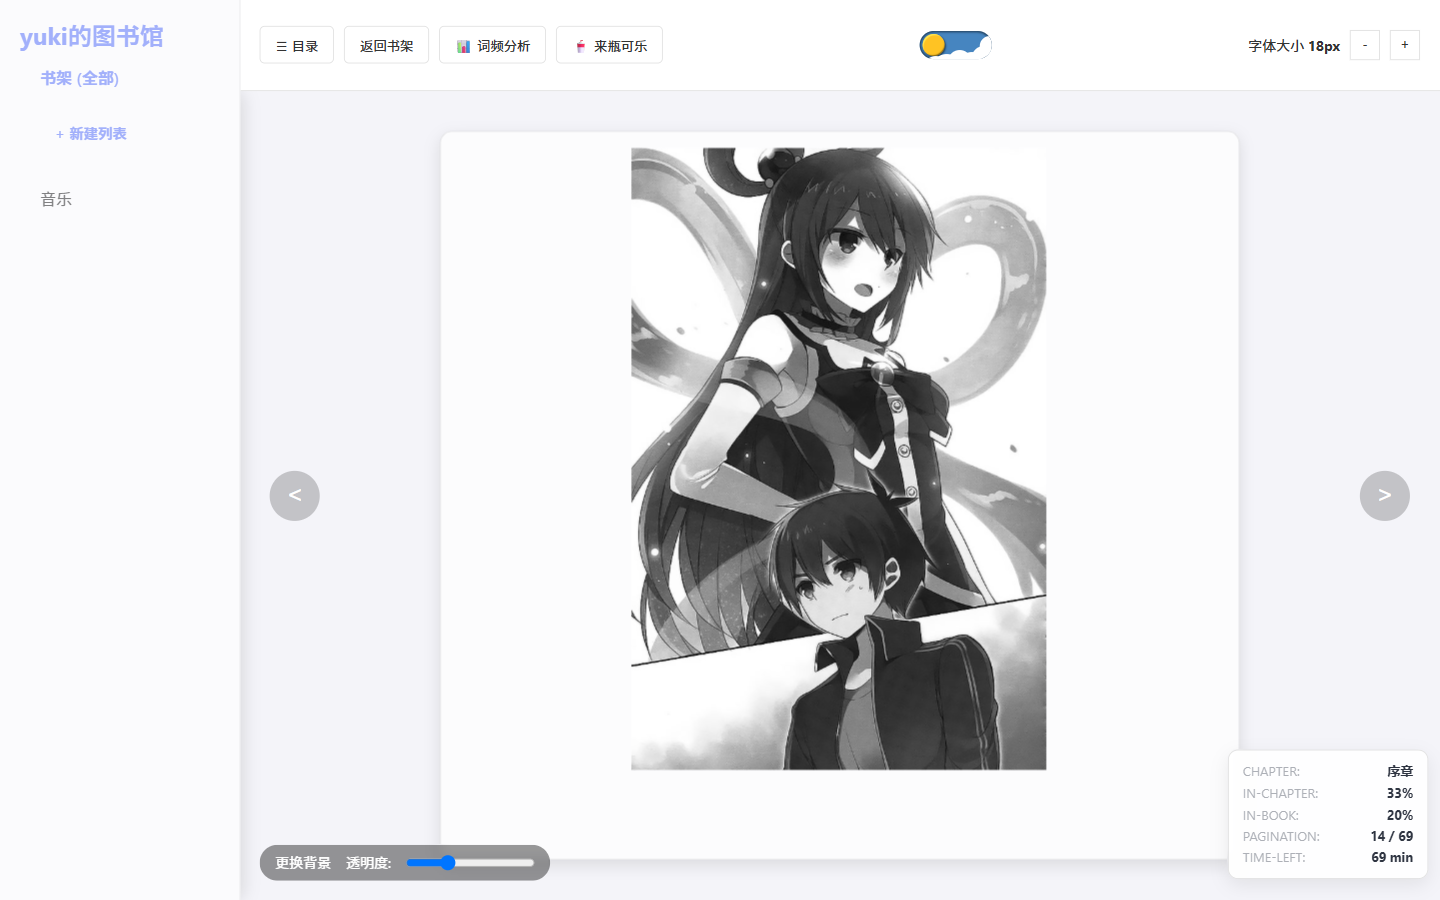 yuki的图书馆
书架 (全部)
+ 新建列表
音乐
☰ 目录
返回书架
词频分析
来瓶可乐
字体大小 18px
-
+
<
>
更换背景 透明度:
CHAPTER: 序章
IN-CHAPTER: 33%
IN-BOOK: 20%
PAGINATION: 14 / 69
TIME-LEFT: 69 min